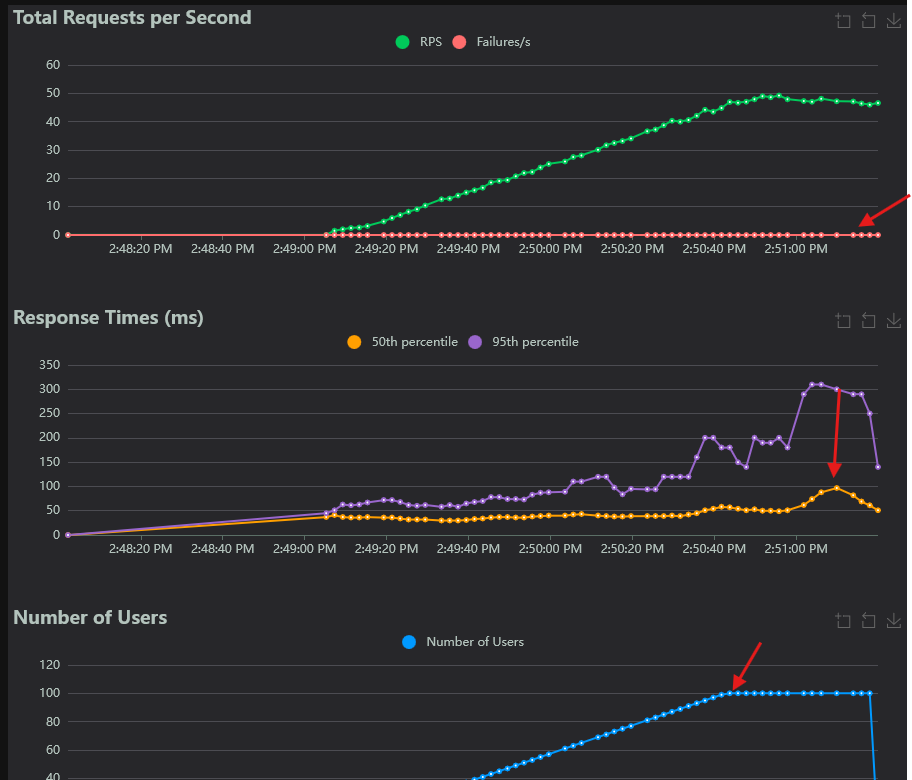 Total Requests per Second
RPS Failures/s
60
50
40
30
20
10
0
2:48:20 PM 2:48:40 PM 2:49:00 PM 2:49:20 PM 2:49:40 PM 2:50:00 PM 2:50:20 PM 2:50:40 PM 2:51:00 PM
Response Times (ms)
50th percentile 95th percentile
350
300
250
200
150
100
50
0
2:48:20 PM 2:48:40 PM 2:49:00 PM 2:49:20 PM 2:49:40 PM 2:50:00 PM 2:50:20 PM 2:50:40 PM 2:51:00 PM
Number of Users
Number of Users
120
100
80
60
40